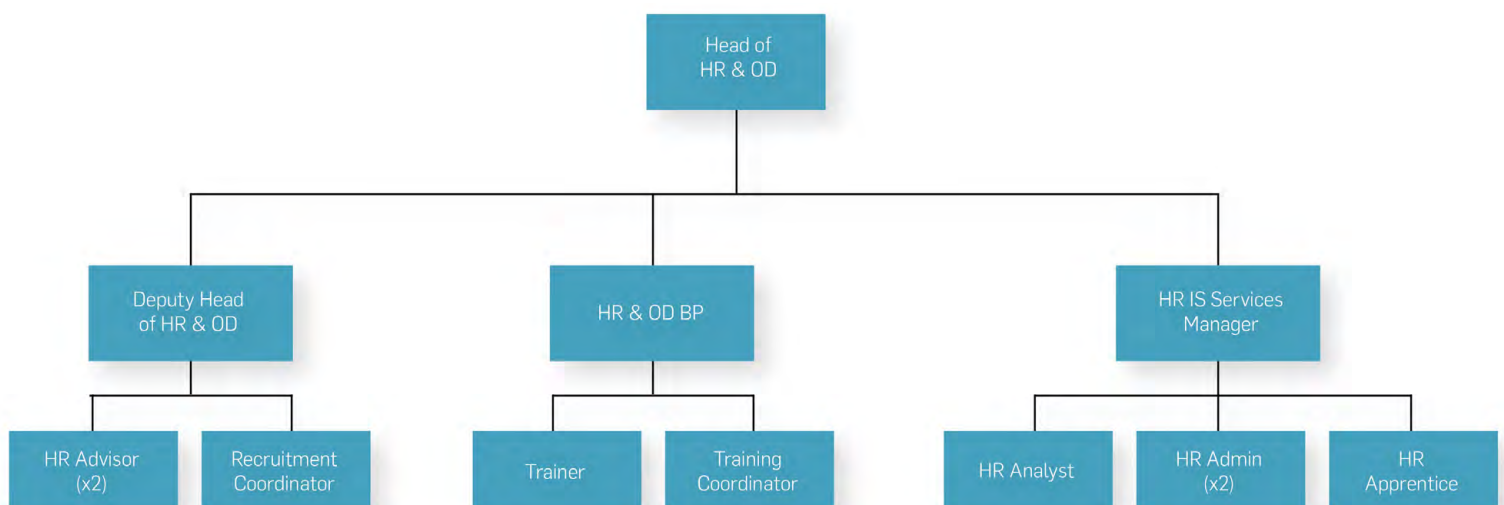 Head of
HR & OD
Deputy Head
of HR & OD
HR & OD BP
HR IS Services
Manager
HR Advisor
(x2)
Recruitment
Coordinator
Trainer
Training
Coordinator
HR Analyst
HR Admin
(x2)
HR
Apprentice